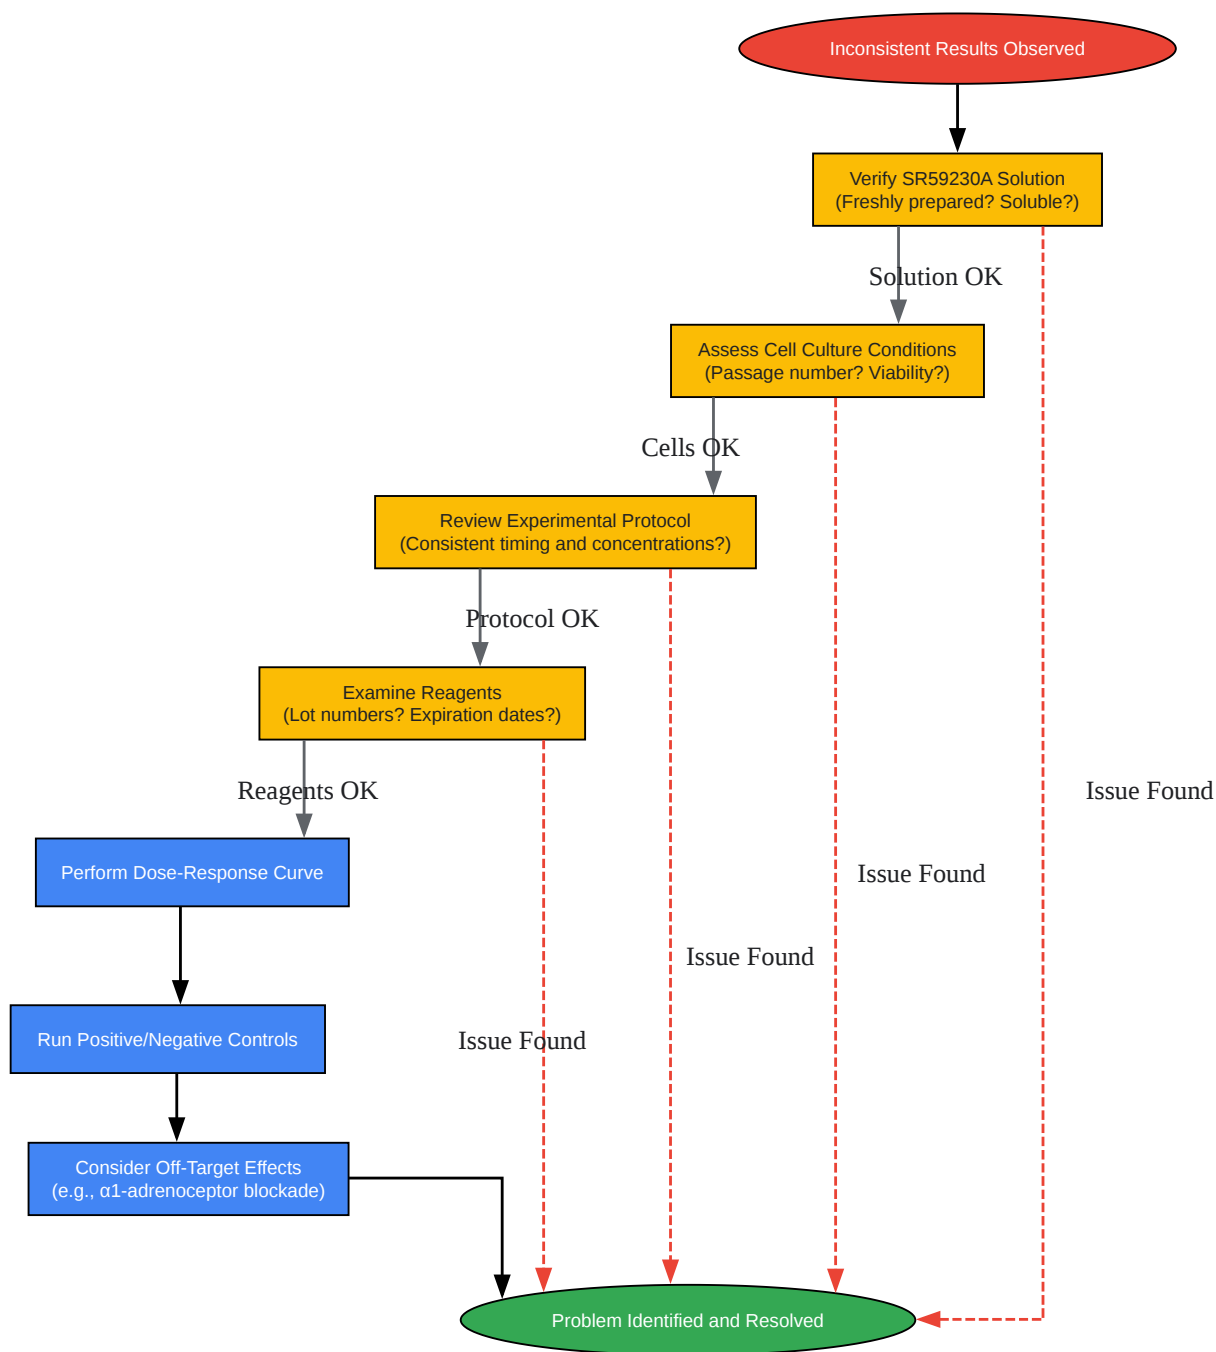 Inconsistent Results Observed
Verify SR59230A Solution
(Freshly prepared? Soluble?)
Solution OK
Assess Cell Culture Conditions
(Passage number? Viability?)
Cells OK
Review Experimental Protocol
(Consistent timing and concentrations?)
Protocol OK
Examine Reagents
(Lot numbers? Expiration dates?)
Reagents OK
Issue Found
Perform Dose-Response Curve
Issue Found
Issue Found
Run Positive/Negative Controls
Issue Found
Consider Off-Target Effects
(e.g., α1-adrenoceptor blockade)
Problem Identified and Resolved